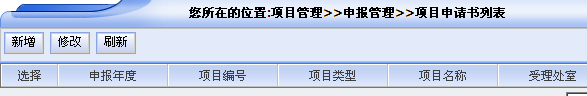 您所在的位置:项目管理>>申报管理>>项目申请书列表
新增 修改 刷新
选择 申报年度 项目编号 项目类型 项目名称 受理处室